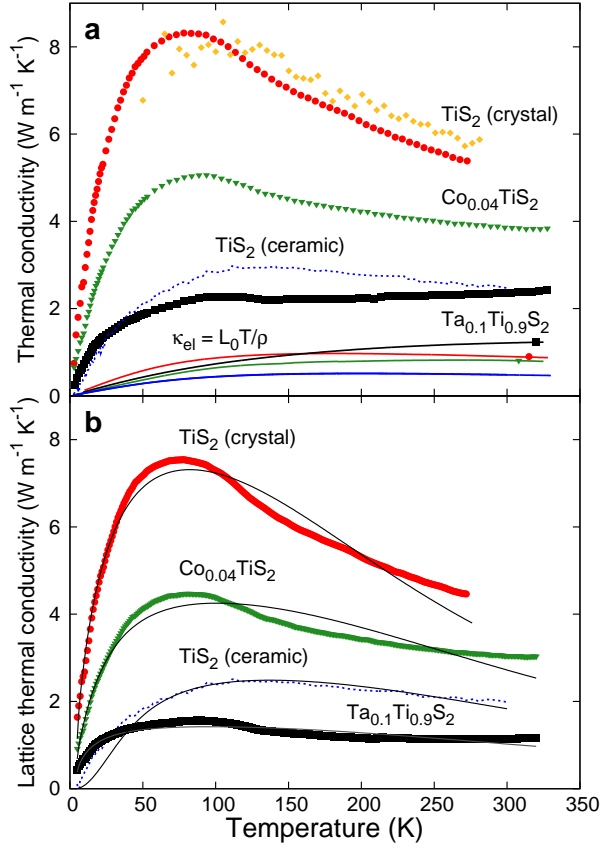 a
8
6
4
2
0
Thermal conductivity (W m⁻¹ K⁻¹)
TiS₂ (crystal)
Co₀.₀₄TiS₂
TiS₂ (ceramic)
Ta₀.₁Ti₀.₉S₂
κₑₗ = L₀T/ρ
b
8
6
4
2
0
Lattice thermal conductivity (W m⁻¹ K⁻¹)
TiS₂ (crystal)
Co₀.₀₄TiS₂
TiS₂ (ceramic)
Ta₀.₁Ti₀.₉S₂
0 50 100 150 200 250 300 350
Temperature (K)